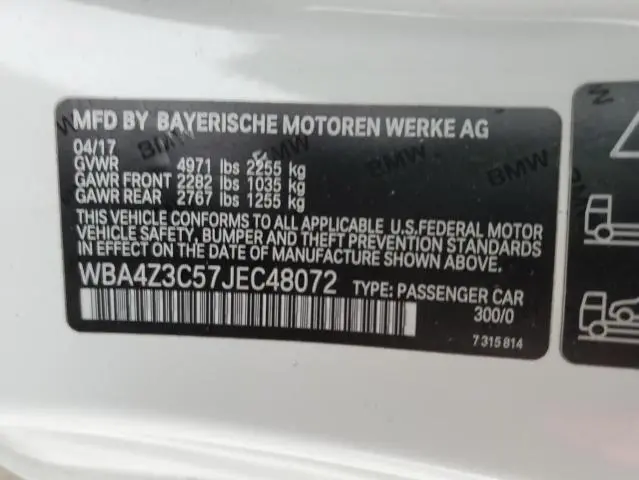 MFD BY BAYERISCHE MOTOREN WERKE AG
04/17
GVWR 4971 lbs 2255 kg
GAWR FRONT 2282 lbs 1035 kg
GAWR REAR 2767 lbs 1255 kg
THIS VEHICLE CONFORMS TO ALL APPLICABLE U.S.FEDERAL MOTOR
VEHICLE SAFETY, BUMPER AND THEFT PREVENTION STANDARDS
IN EFFECT ON THE DATE OF MANUFACTURE SHOWN ABOVE.
WBA4Z3C57JEC48072 TYPE: PASSENGER CAR
300/0
7 315 814
BMW
BMW
BMW